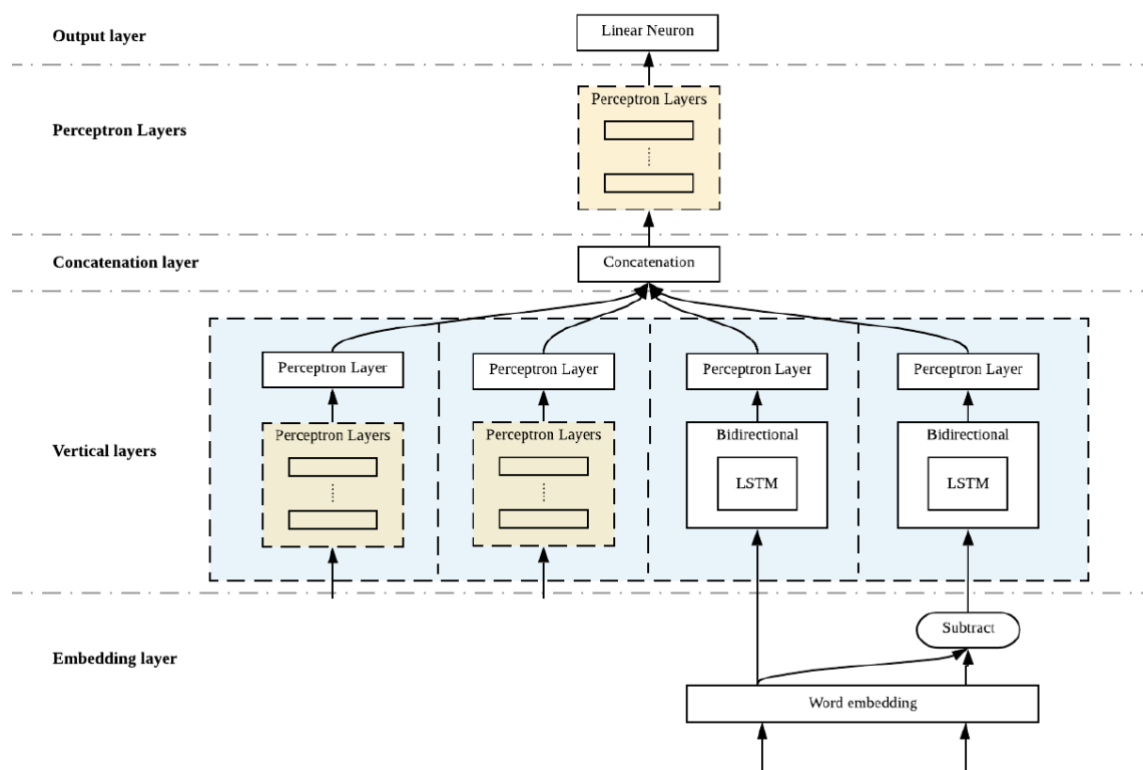 Output layer
Linear Neuron
Perceptron Layers
Perceptron Layers
Concatenation layer
Concatenation
Perceptron Layer
Perceptron Layer
Perceptron Layer
Perceptron Layer
Vertical layers
Perceptron Layers
Perceptron Layers
Bidirectional
LSTM
Bidirectional
LSTM
Embedding layer
Subtract
Word embedding